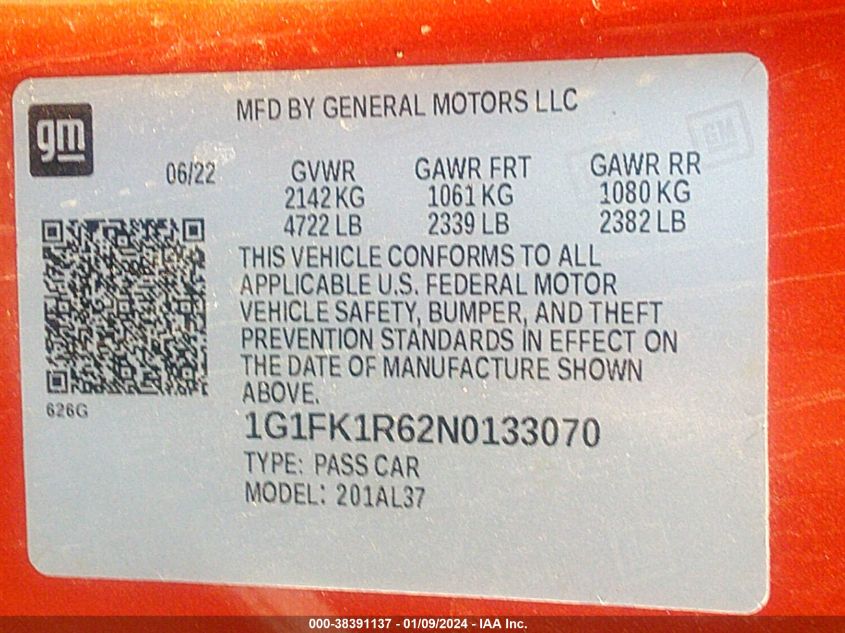 MFD BY GENERAL MOTORS LLC
gm
GM
06/22 GVWR GAWR FRT GAWR RR
2142 KG 1061 KG 1080 KG
4722 LB 2339 LB 2382 LB
THIS VEHICLE CONFORMS TO ALL
APPLICABLE U.S. FEDERAL MOTOR
VEHICLE SAFETY, BUMPER, AND THEFT
PREVENTION STANDARDS IN EFFECT ON
THE DATE OF MANUFACTURE SHOWN
ABOVE.
626G
1G1FK1R62N0133070
TYPE: PASS CAR
MODEL: 201AL37
000-38391137 - 01/09/2024 - IAA Inc.